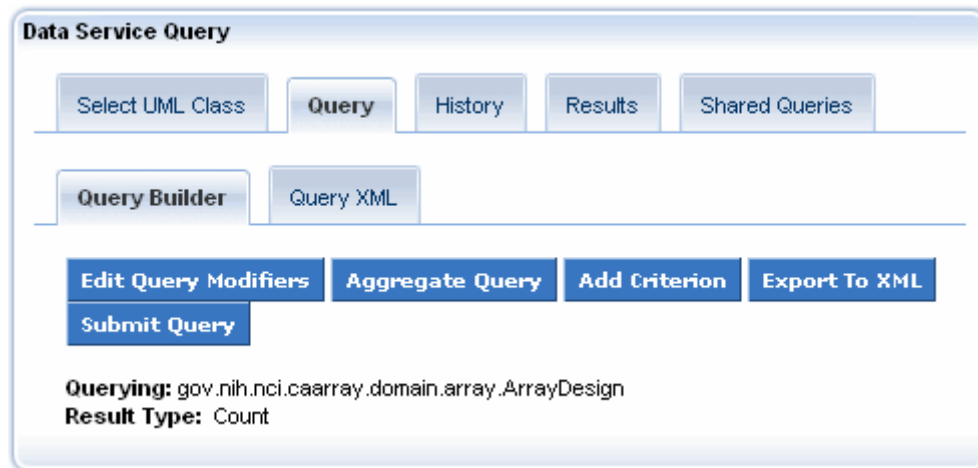 Data Service Query
Select UML Class Query History Results Shared Queries
Query Builder Query XML
Edit Query Modifiers Aggregate Query Add Criterion Export To XML
Submit Query
Querying: gov.nih.nci.caarray.domain.array.ArrayDesign
Result Type: Count